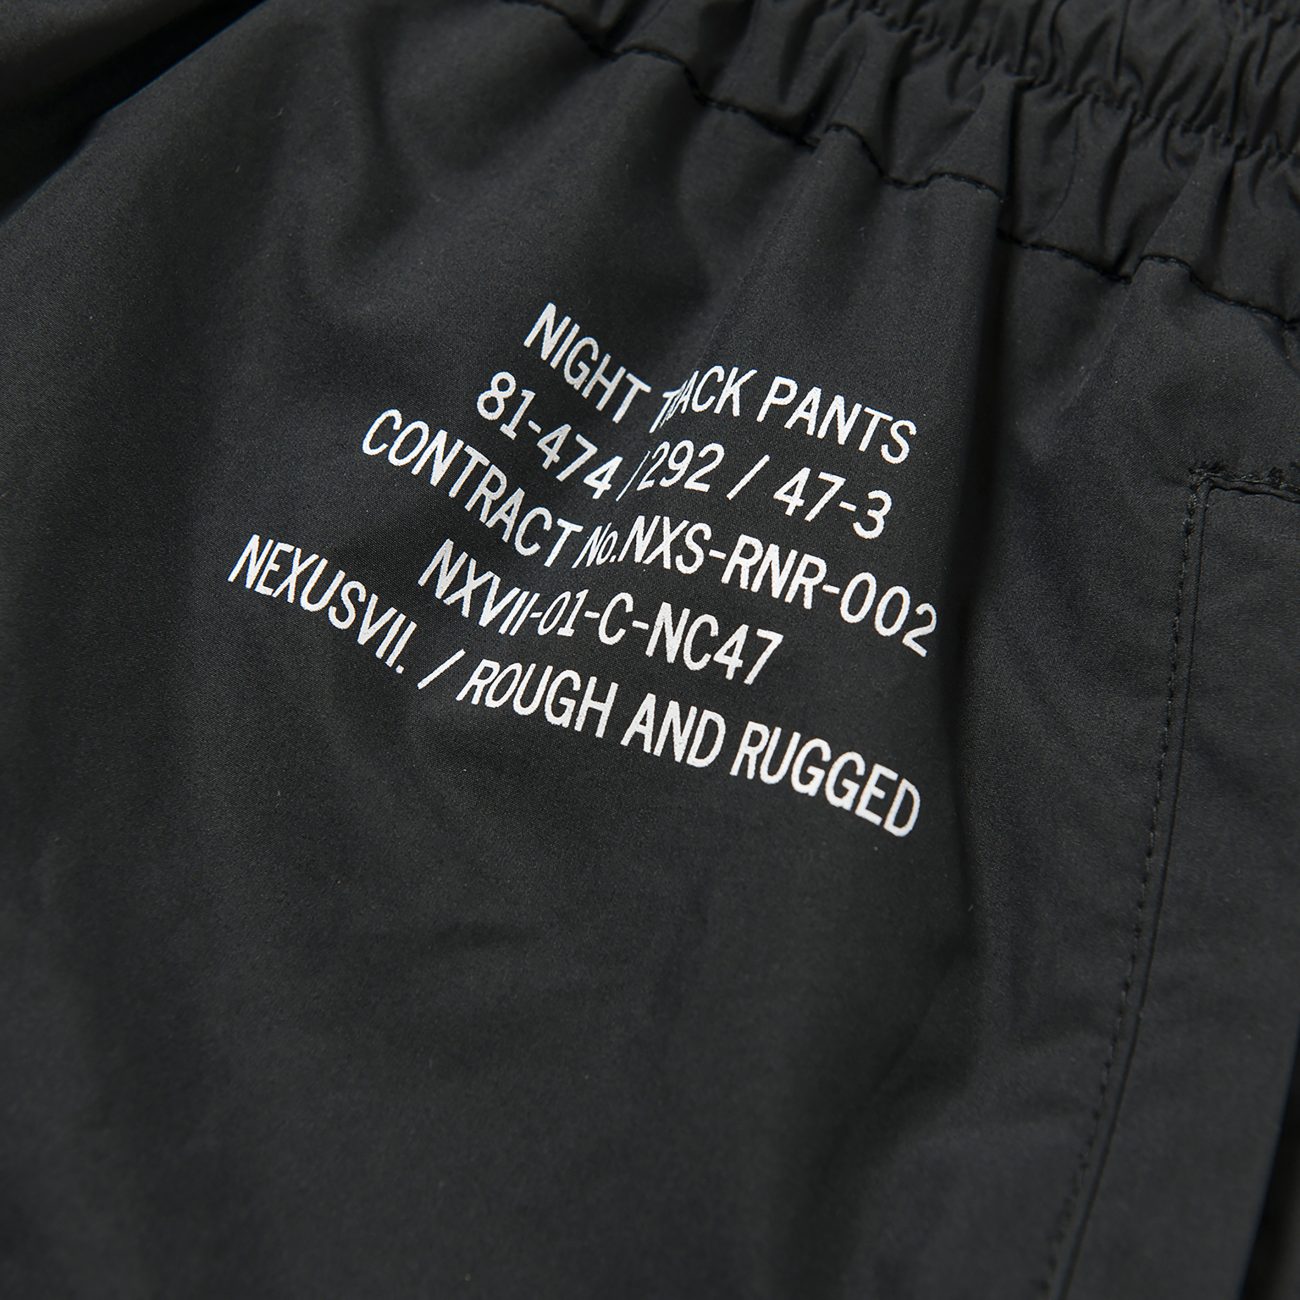 NIGHT TRACK PANTS
81-474 / 292 / 47-3
CONTRACT No.NXS-RNR-002
NXVII-01-C-NC47
NEXUSVII. / ROUGH AND RUGGED